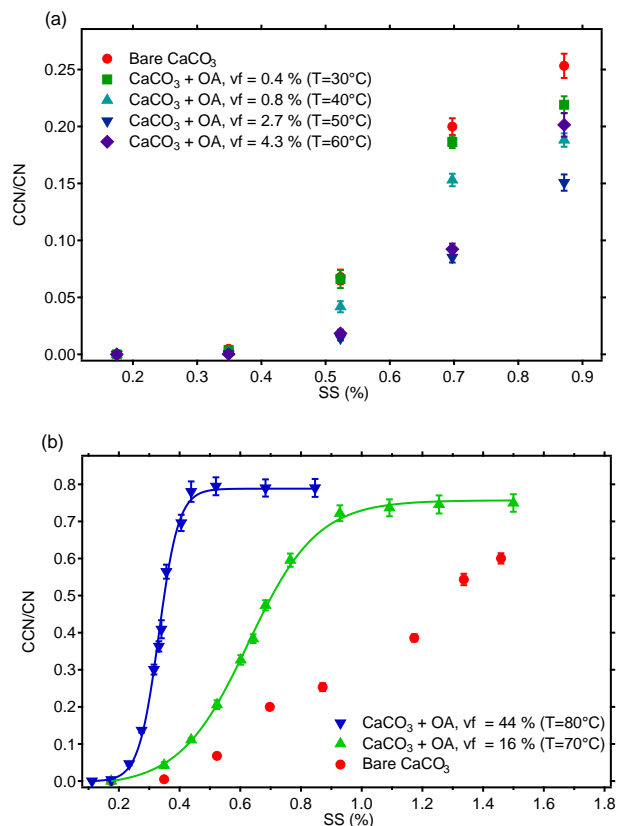 (a)
Bare CaCO3
CaCO3 + OA, vf = 0.4 % (T=30°C)
CaCO3 + OA, vf = 0.8 % (T=40°C)
CaCO3 + OA, vf = 2.7 % (T=50°C)
CaCO3 + OA, vf = 4.3 % (T=60°C)
CCN/CN
0.25
0.20
0.15
0.10
0.05
0.00
0.2 0.3 0.4 0.5 0.6 0.7 0.8 0.9
SS (%)
(b)
CCN/CN
0.8
0.7
0.6
0.5
0.4
0.3
0.2
0.1
0.0
CaCO3 + OA, vf = 44 % (T=80°C)
CaCO3 + OA, vf = 16 % (T=70°C)
Bare CaCO3
0.2 0.4 0.6 0.8 1.0 1.2 1.4 1.6 1.8
SS (%)